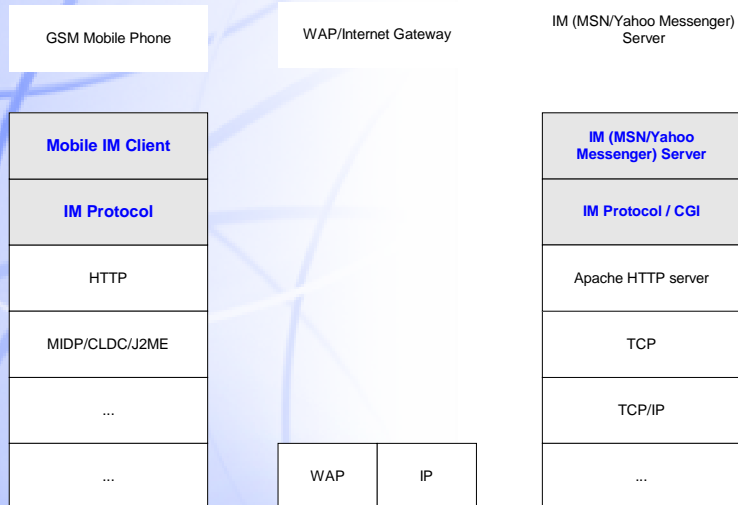 GSM Mobile Phone
WAP/Internet Gateway
IM (MSN/Yahoo Messenger)
Server
Mobile IM Client
IM Protocol
HTTP
MIDP/CLDC/J2ME
...
...
WAP
IP
IM (MSN/Yahoo
Messenger) Server
IM Protocol / CGI
Apache HTTP server
TCP
TCP/IP
...